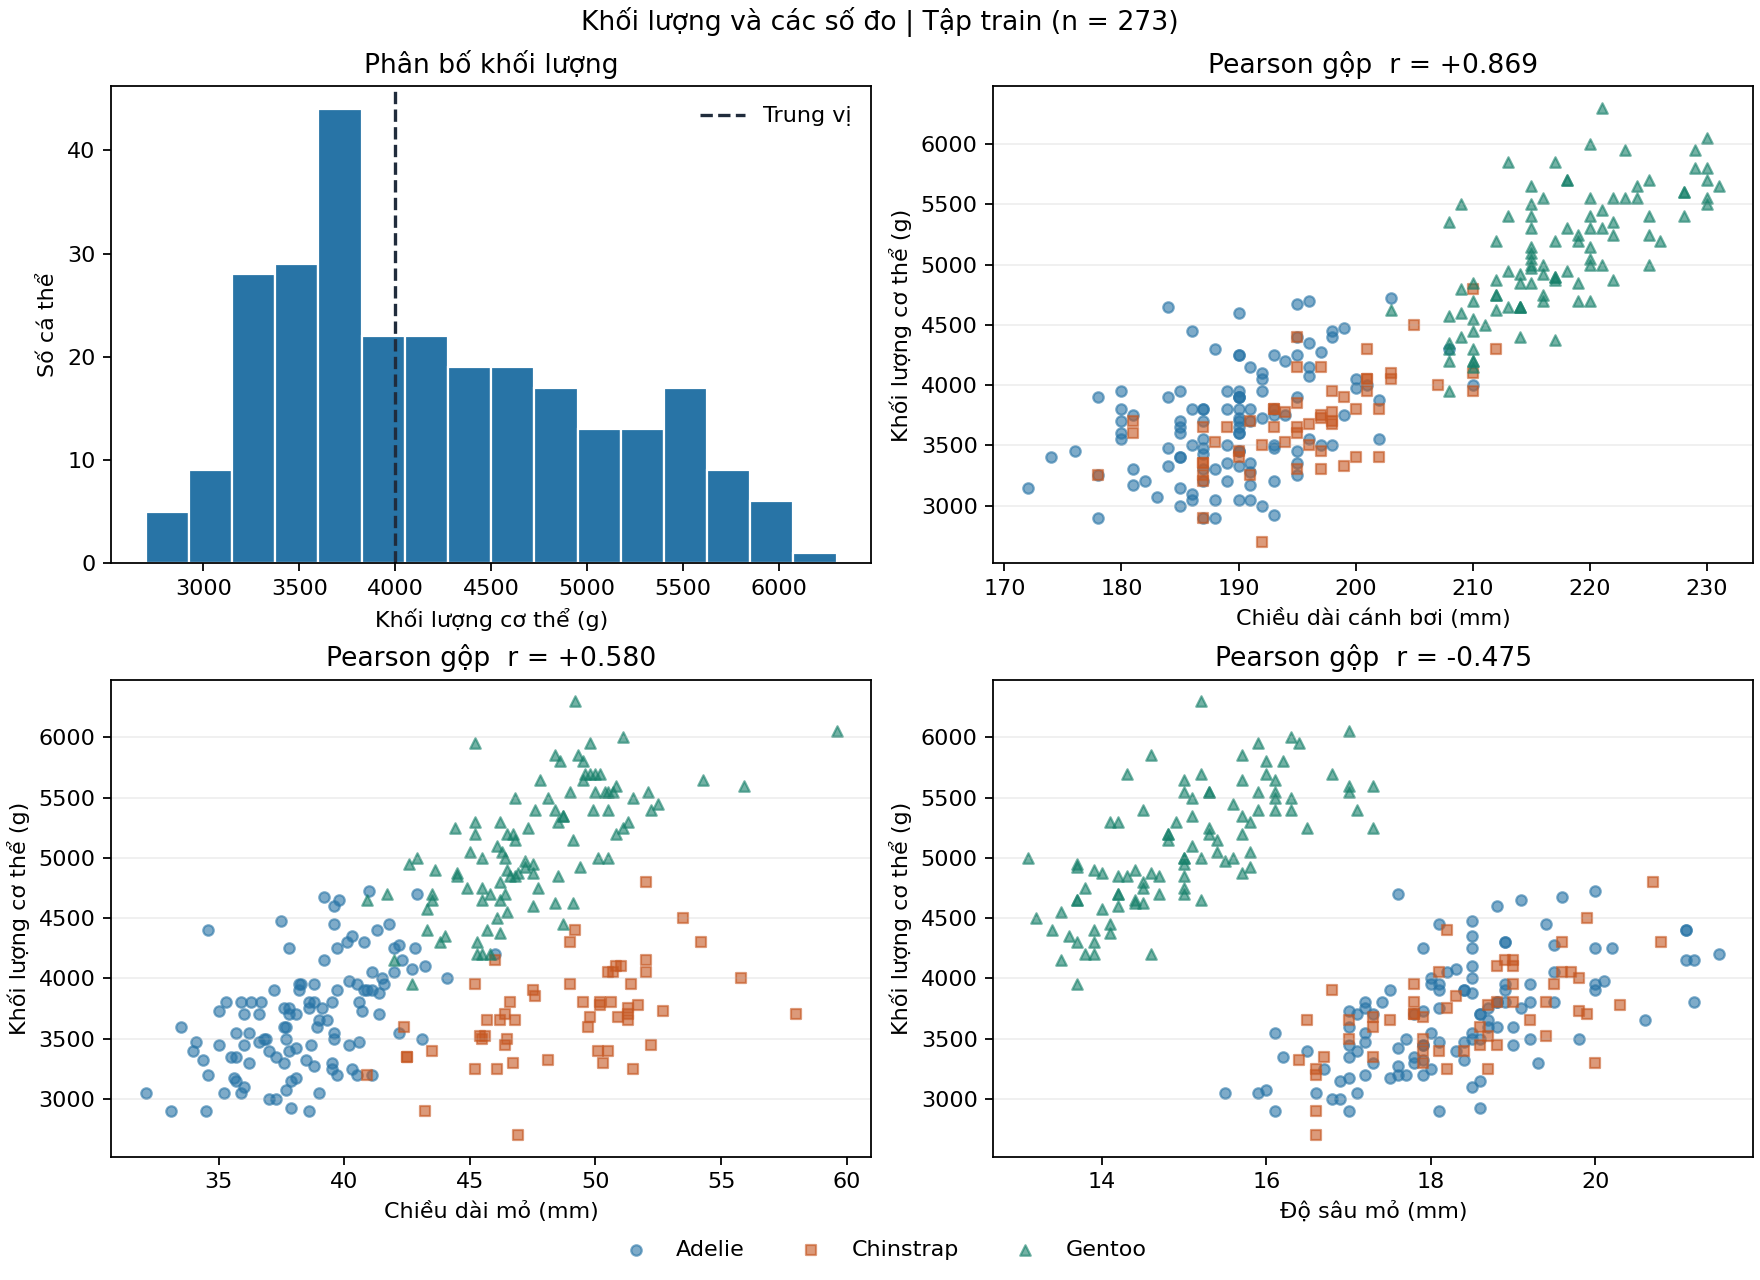 Khối lượng và các số đo | Tập train (n = 273)
Phân bố khối lượng
Trung vị
Số cá thể
40
30
20
10
0
3000 3500 4000 4500 5000 5500 6000
Khối lượng cơ thể (g)
Pearson gộp r = +0.869
Khối lượng cơ thể (g)
6000
5500
5000
4500
4000
3500
3000
170 180 190 200 210 220 230
Chiều dài cánh bơi (mm)
Pearson gộp r = +0.580
Khối lượng cơ thể (g)
6000
5500
5000
4500
4000
3500
3000
35 40 45 50 55 60
Chiều dài mỏ (mm)
Pearson gộp r = -0.475
Khối lượng cơ thể (g)
6000
5500
5000
4500
4000
3500
3000
14 16 18 20
Độ sâu mỏ (mm)
Adelie Chinstrap Gentoo